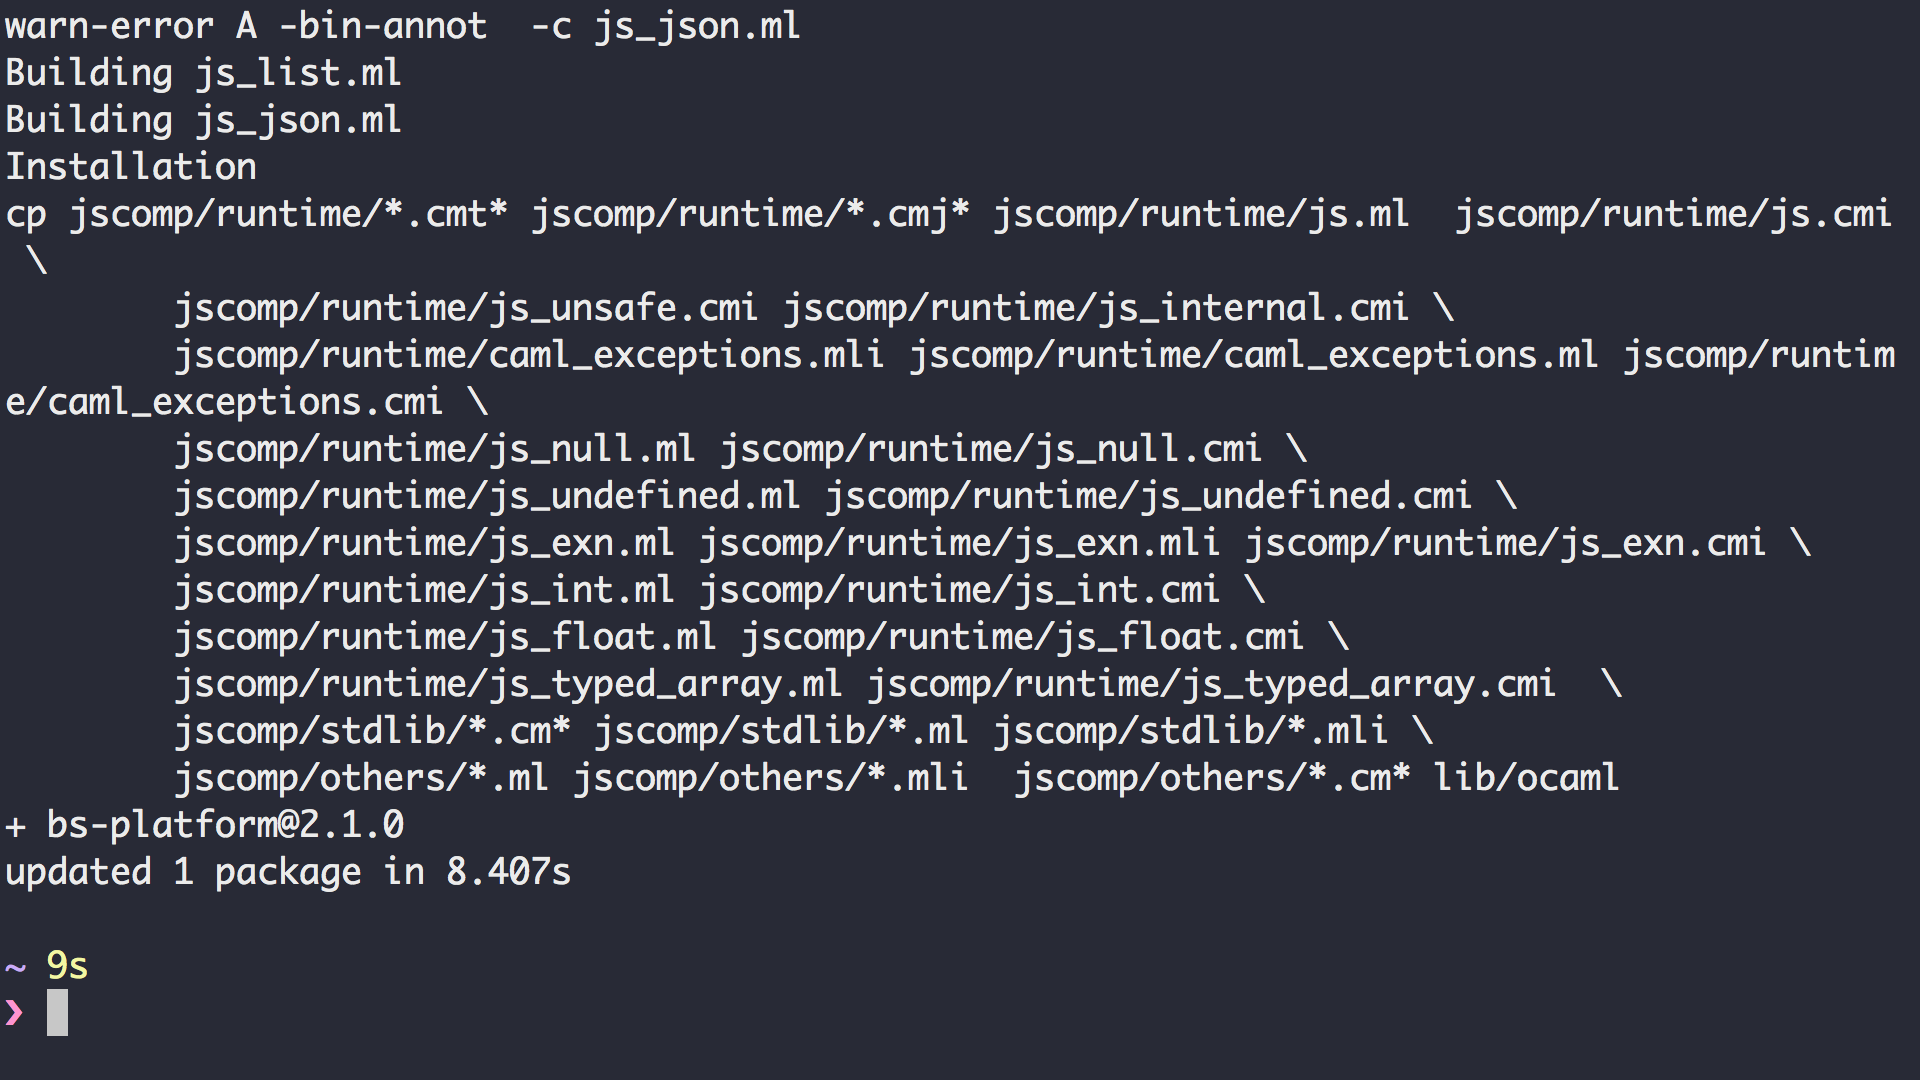 warn-error A -bin-annot  -c js_json.ml
Building js_list.ml
Building js_json.ml
Installation
cp jscomp/runtime/*.cmt* jscomp/runtime/*.cmj* jscomp/runtime/js.ml  jscomp/runtime/js.cmi
 \
        jscomp/runtime/js_unsafe.cmi jscomp/runtime/js_internal.cmi \
        jscomp/runtime/caml_exceptions.mli jscomp/runtime/caml_exceptions.ml jscomp/runtim
e/caml_exceptions.cmi \
        jscomp/runtime/js_null.ml jscomp/runtime/js_null.cmi \
        jscomp/runtime/js_undefined.ml jscomp/runtime/js_undefined.cmi \
        jscomp/runtime/js_exn.ml jscomp/runtime/js_exn.mli jscomp/runtime/js_exn.cmi \
        jscomp/runtime/js_int.ml jscomp/runtime/js_int.cmi \
        jscomp/runtime/js_float.ml jscomp/runtime/js_float.cmi \
        jscomp/runtime/js_typed_array.ml jscomp/runtime/js_typed_array.cmi  \
        jscomp/stdlib/*.cm* jscomp/stdlib/*.ml jscomp/stdlib/*.mli \
        jscomp/others/*.ml jscomp/others/*.mli  jscomp/others/*.cm* lib/ocaml
+ bs-platform@2.1.0
updated 1 package in 8.407s
~ 9s
❯